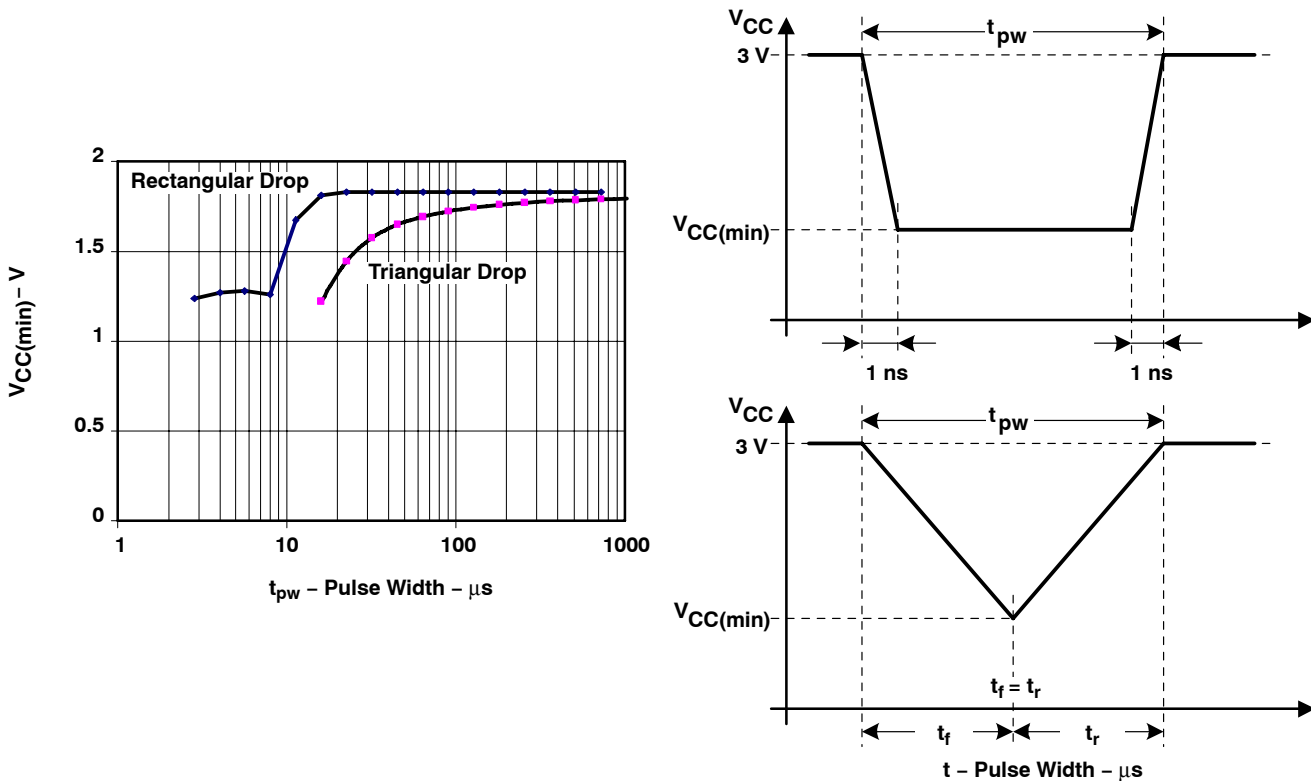 2
1.5
1
0.5
0
VCC(min) – V
Rectangular Drop
Triangular Drop
1
10
100
1000
tpw – Pulse Width – μs
VCC
3 V
tpw
VCC(min)
1 ns
1 ns
VCC
3 V
tpw
VCC(min)
tf = tr
tf
tr
t – Pulse Width – μs